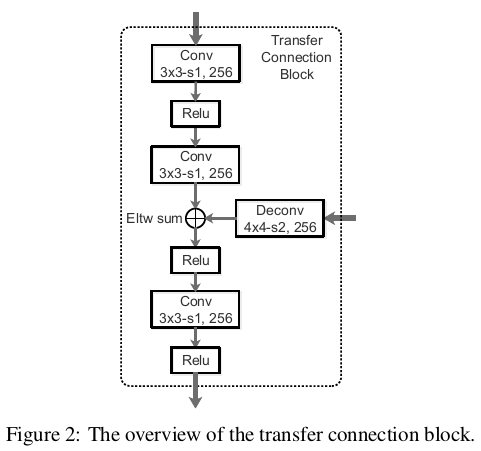 Transfer
Connection
Block
Conv
3x3-s1, 256
Relu
Conv
3x3-s1, 256
Eltw sum
Deconv
4x4-s2, 256
Relu
Conv
3x3-s1, 256
Relu
Figure 2: The overview of the transfer connection block.